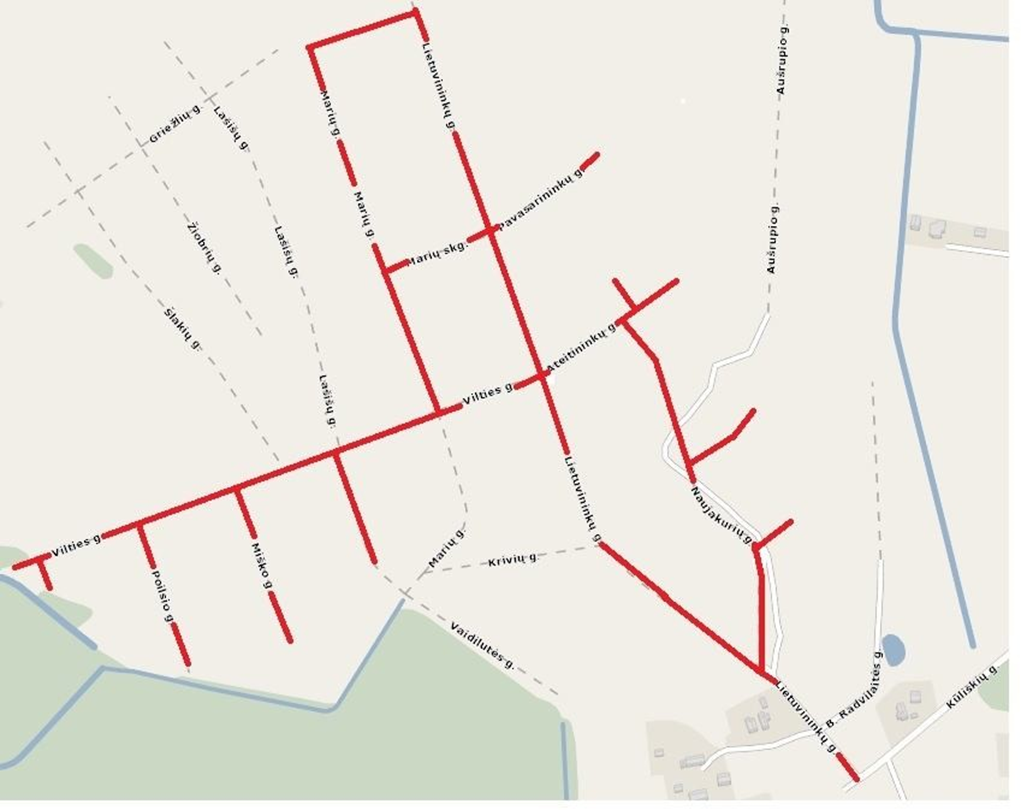 Aušrupio g.
Lietuvininkų g.
Griežlių g.
Lašišų g.
Marių g.
Pavasarininkų g.
Marių g.
Aušrupio g.
Žiobrių g.
Lašišų g.
Marių skg.
Šlakių g.
Ateitininkų g.
Lašišų g.
Vilties g.
Lietuvininkų g.
Naujakurių g.
Vilties g.
Marių g.
Miško g.
Krivių g.
Poilsio g.
Vaidilutės g.
B. Radvilaitės g.
Kūliškių g.
Lietuvininkų g.